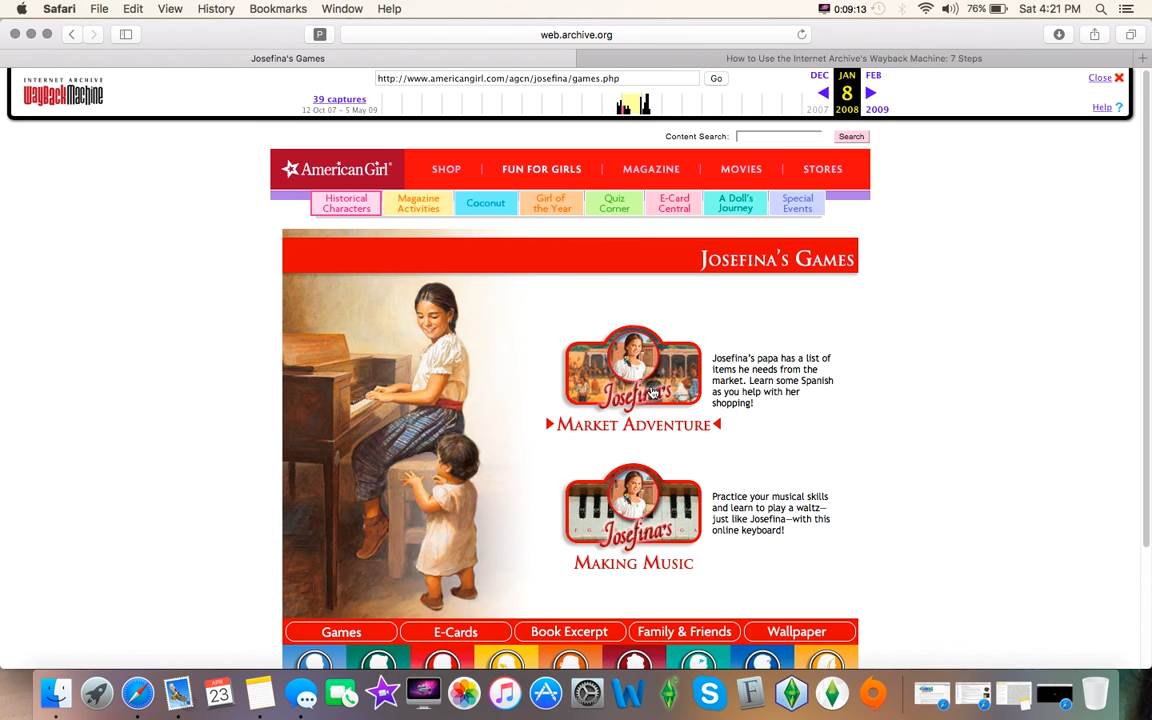 Safari File Edit View History Bookmarks Window Help 00:09:13 76% Sat 4:21 PM
P web.archive.org
Josefina's Games How to Use the Internet Archive's Wayback Machine: 7 Steps
INTERNET ARCHIVE
WayBackMachine
http://www.americangirl.com/agcn/josefina/games.php Go
39 captures
12 Oct 07 - 5 May 09
DEC JAN FEB
8
2007 2008 2009
Close
Help ?
Content Search: Search
American Girl® SHOP | FUN FOR GIRLS | MAGAZINE | MOVIES | STORES
Historical Characters
Magazine Activities
Coconut
Girl of the Year
Quiz Corner
E-Card Central
A Doll's Journey
Special Events
Josefina's Games
Josefina's
Market Adventure
Josefina's papa has a list of
items he needs from the
market. Learn some Spanish
as you help with her
shopping!
Josefina's
Making Music
Practice your musical skills
and learn to play a waltz—
just like Josefina—with this
online keyboard!
Games E-Cards Book Excerpt Family & Friends Wallpaper
APR
23